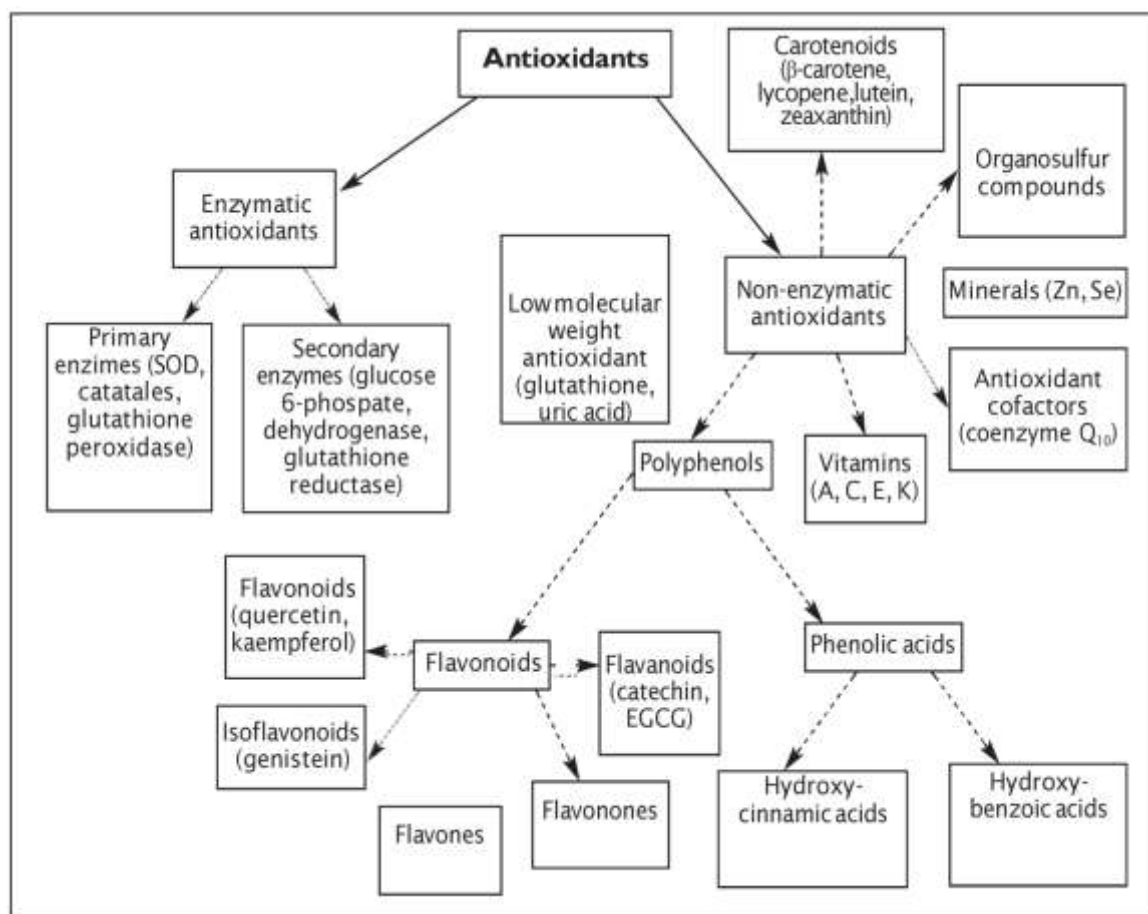 Antioxidants
Carotenoids
(β-carotene,
lycopene,lutein,
zeaxanthin)
Organosulfur
compounds
Enzymatic
antioxidants
Low molecular
weight
antioxidant
(glutathione,
uric acid)
Non-enzymatic
antioxidants
Minerals (Zn, Se)
Primary
enzimes (SOD,
catatales,
glutathione
peroxidase)
Secondary
enzymes (glucose
6-phospate,
dehydrogenase,
glutathione
reductase)
Antioxidant
cofactors
(coenzyme Q₁₀)
Polyphenols
Vitamins
(A, C, E, K)
Flavonoids
(quercetin,
kaempferol)
Flavonoids
Flavanoids
(catechin,
EGCG)
Phenolic acids
Isoflavonoids
(genistein)
Flavones
Flavonones
Hydroxy-
cinnamic acids
Hydroxy-
benzoic acids